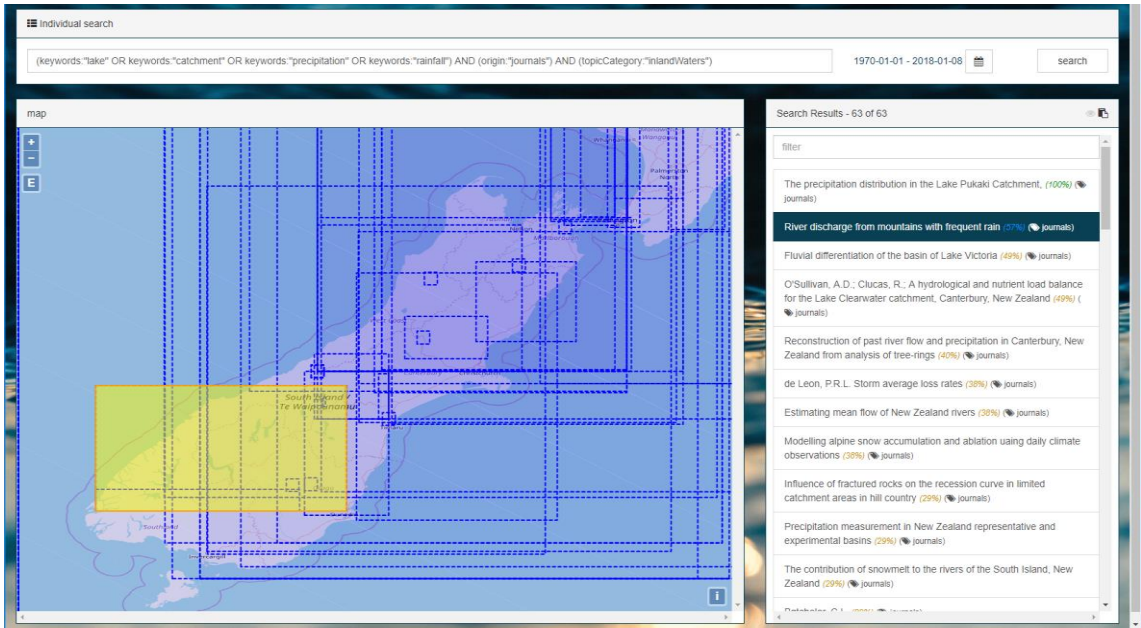 Individual search
(keywords:"lake" OR keywords:"catchment" OR keywords:"precipitation" OR keywords:"rainfall") AND (origin:"journals") AND (topicCategory:"inlandWaters")
1970-01-01 - 2018-01-08
search
map
+
−
E
Palmerston
North
Nelson
Marlborough
Canterbury
South Island
Te Waipounamu
Timaru
Otago
Southland
Invercargill
i
Search Results - 63 of 63
filter
The precipitation distribution in the Lake Pukaki Catchment, (100%) (
journals)
River discharge from mountains with frequent rain (57%) ( journals)
Fluvial differentiation of the basin of Lake Victoria (49%) ( journals)
O'Sullivan, A.D.; Clucas, R.; A hydrological and nutrient load balance
for the Lake Clearwater catchment, Canterbury, New Zealand (49%) (
journals)
Reconstruction of past river flow and precipitation in Canterbury, New
Zealand from analysis of tree-rings (40%) ( journals)
de Leon, P.R.L. Storm average loss rates (38%) ( journals)
Estimating mean flow of New Zealand rivers (38%) ( journals)
Modelling alpine snow accumulation and ablation uaing daily climate
observations (38%) ( journals)
Influence of fractured rocks on the recession curve in limited
catchment areas in hill country (29%) ( journals)
Precipitation measurement in New Zealand representative and
experimental basins (29%) ( journals)
The contribution of snowmelt to the rivers of the South Island, New
Zealand (29%) ( journals)